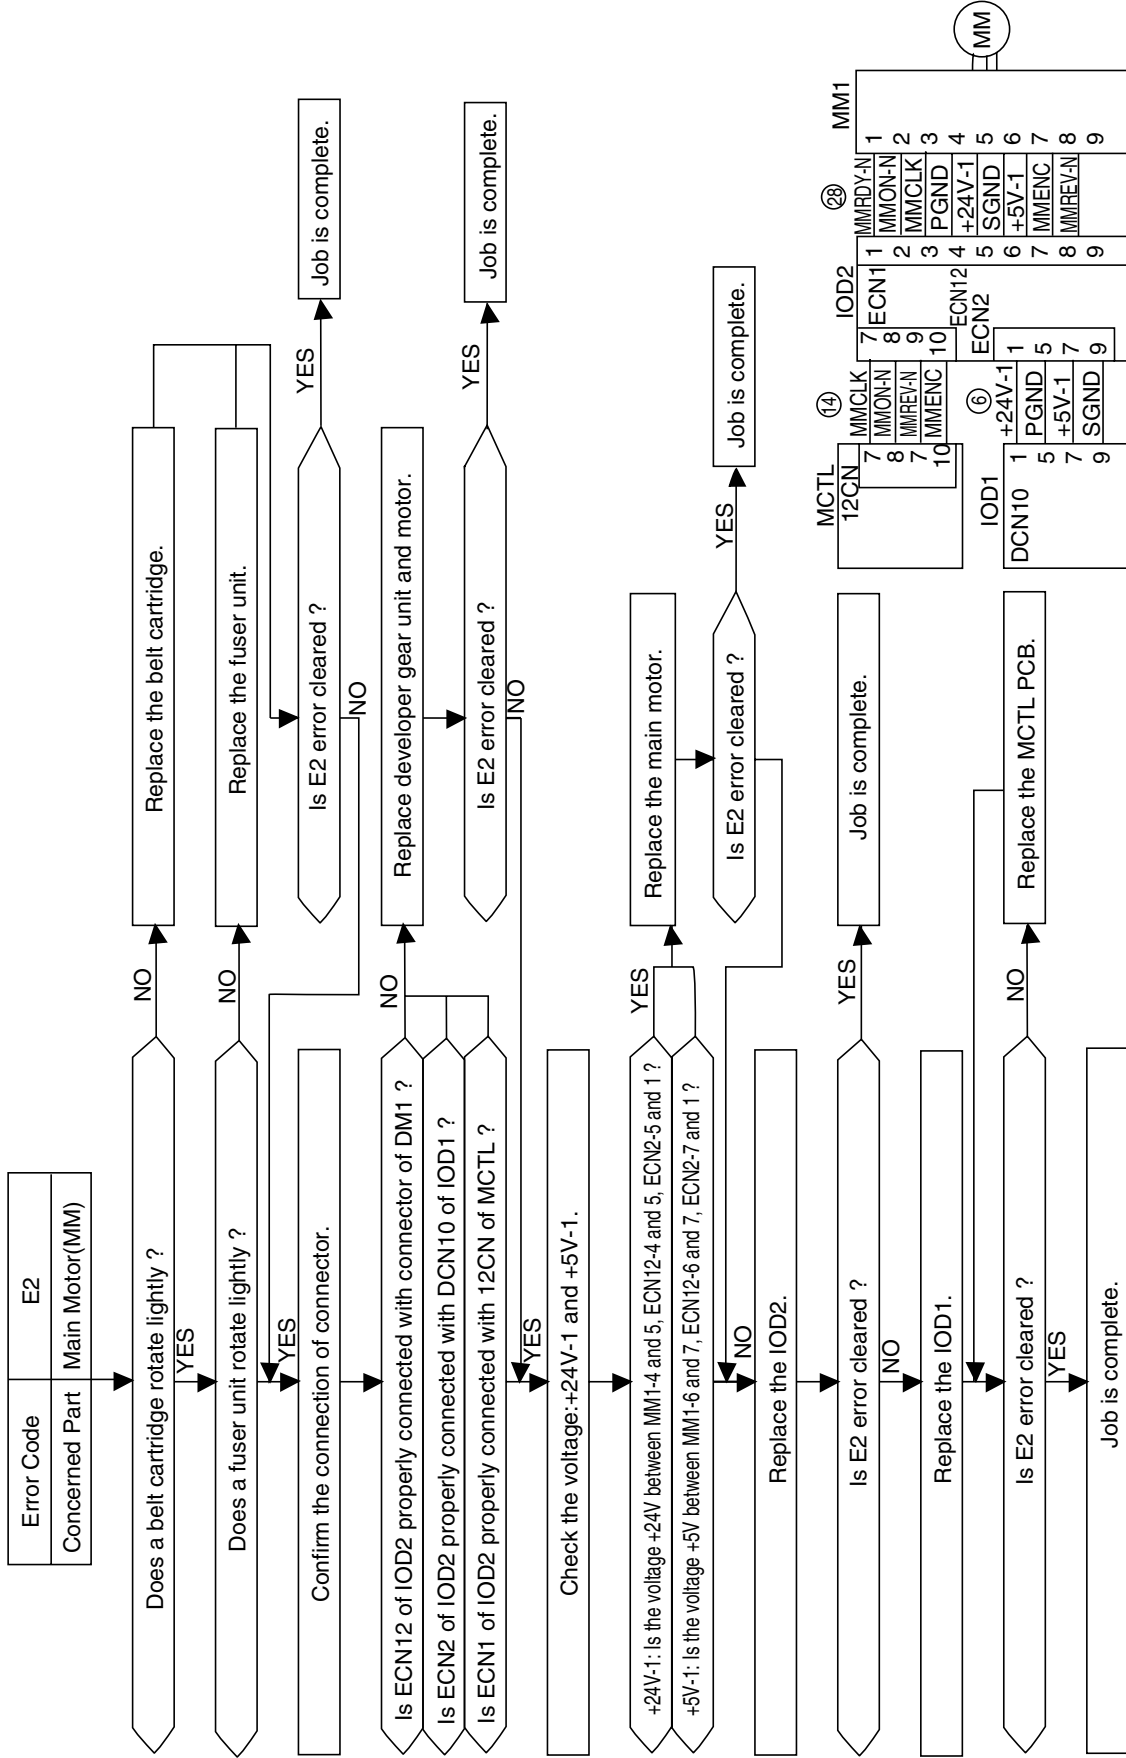 Error Code E2
Concerned Part Main Motor(MM)
Does a belt cartridge rotate lightly ?
NO
Replace the belt cartridge.
YES
Does a fuser unit rotate lightly ?
NO
Replace the fuser unit.
YES
Is E2 error cleared ?
YES
Job is complete.
NO
Confirm the connection of connector.
Is ECN12 of IOD2 properly connected with connector of DM1 ?
Is ECN2 of IOD2 properly connected with DCN10 of IOD1 ?
Is ECN1 of IOD2 properly connected with 12CN of MCTL ?
NO
Replace developer gear unit and motor.
Is E2 error cleared ?
YES
Job is complete.
NO
YES
Check the voltage:+24V-1 and +5V-1.
+24V-1: Is the voltage +24V between MM1-4 and 5, ECN12-4 and 5, ECN2-5 and 1 ?
+5V-1: Is the voltage +5V between MM1-6 and 7, ECN12-6 and 7, ECN2-7 and 1 ?
YES
Replace the main motor.
Is E2 error cleared ?
YES
Job is complete.
NO
Replace the IOD2.
Is E2 error cleared ?
YES
Job is complete.
NO
Replace the IOD1.
Is E2 error cleared ?
NO
Replace the MCTL PCB.
YES
Job is complete.
MCTL
12CN
7
8
7
10
14
MMCLK
MMON-N
MMREV-N
MMENC
IOD2
7 ECN1
8
9
10
ECN12
ECN2
1
5
7
9
IOD1
DCN10
1
5
7
9
6
+24V-1
PGND
+5V-1
SGND
1
2
3
4
5
6
7
8
9
28
MMRDY-N
MMON-N
MMCLK
PGND
+24V-1
SGND
+5V-1
MMENC
MMREV-N
MM1
1
2
3
4
5
6
7
8
9
MM